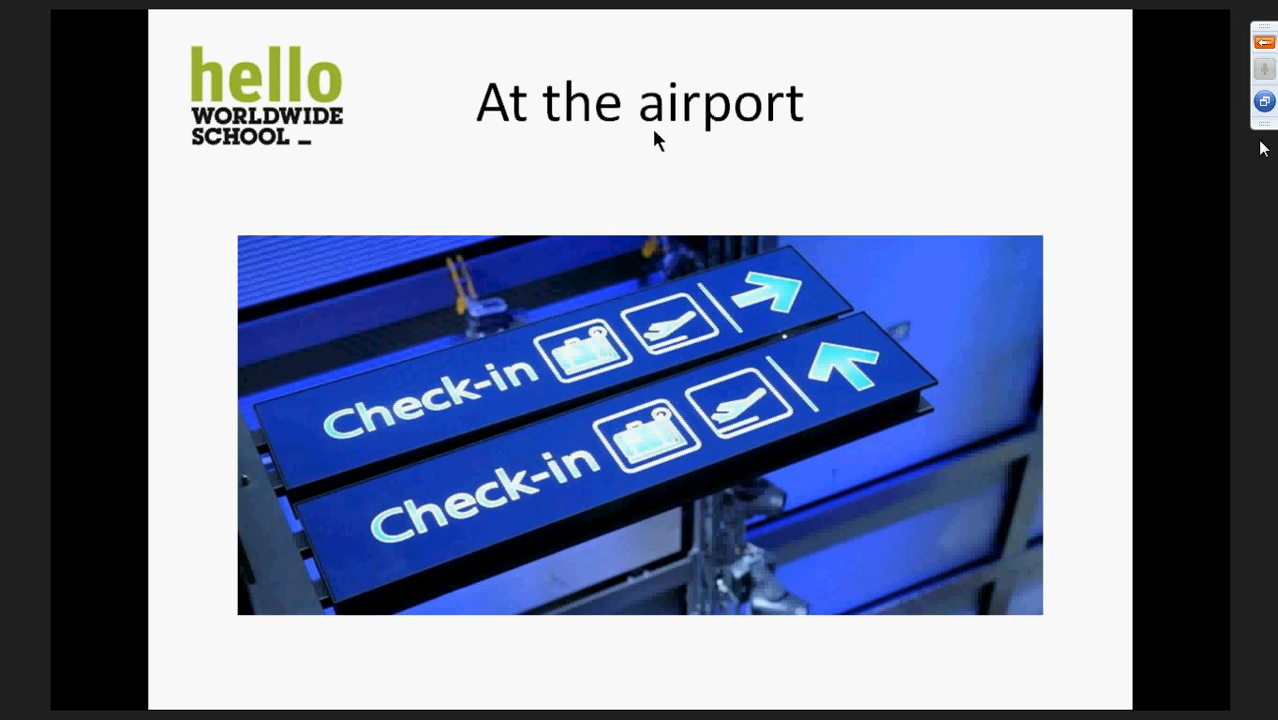 hello
WORLDWIDE
SCHOOL _
At the airport
Check-in
Check-in